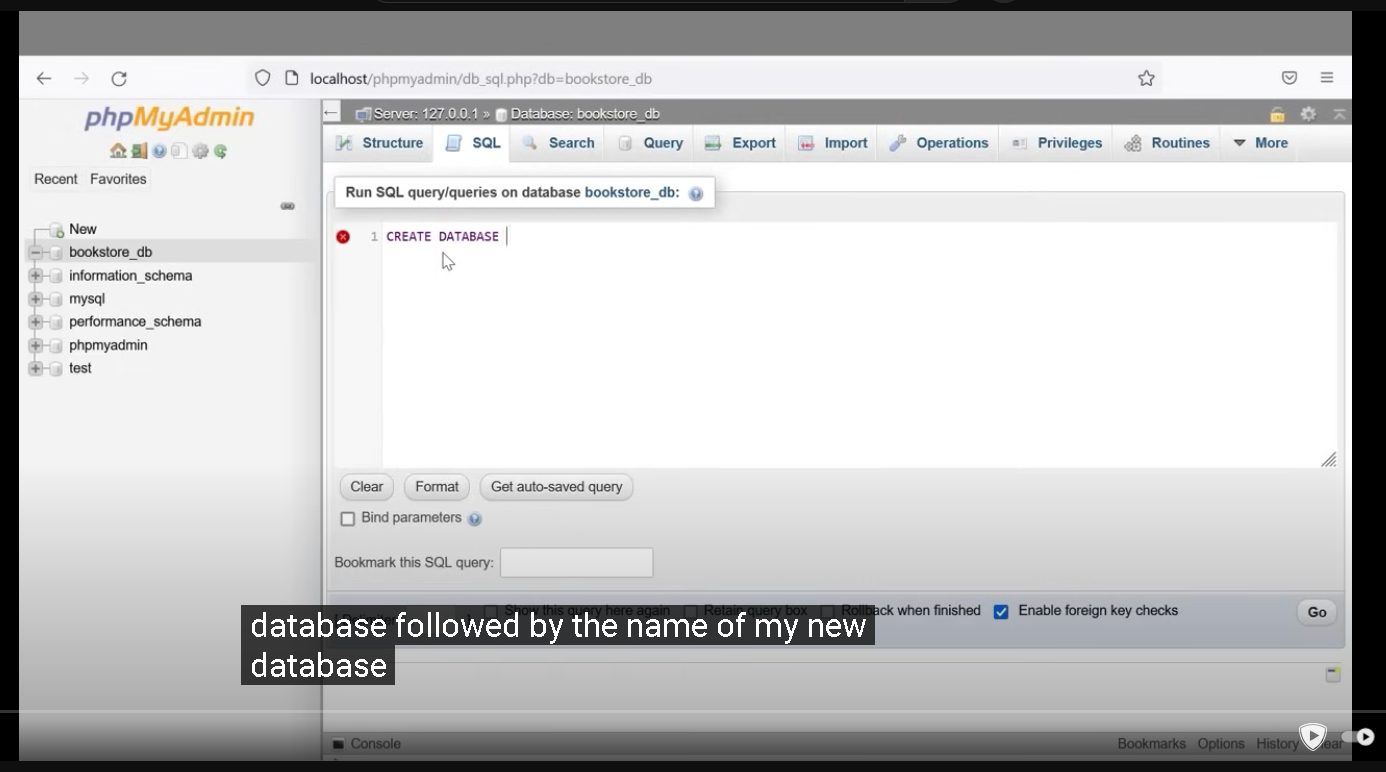 localhost/phpmyadmin/db_sql.php?db=bookstore_db
phpMyAdmin
Recent Favorites
New
bookstore_db
information_schema
mysql
performance_schema
phpmyadmin
test
Server: 127.0.0.1 » Database: bookstore_db
Structure SQL Search Query Export Import Operations Privileges Routines More
Run SQL query/queries on database bookstore_db:
1 CREATE DATABASE
Clear Format Get auto-saved query
Bind parameters
Bookmark this SQL query:
Show this query here again Retain query box Rollback when finished Enable foreign key checks Go
database followed by the name of my new
database
Console Bookmarks Options History Clear